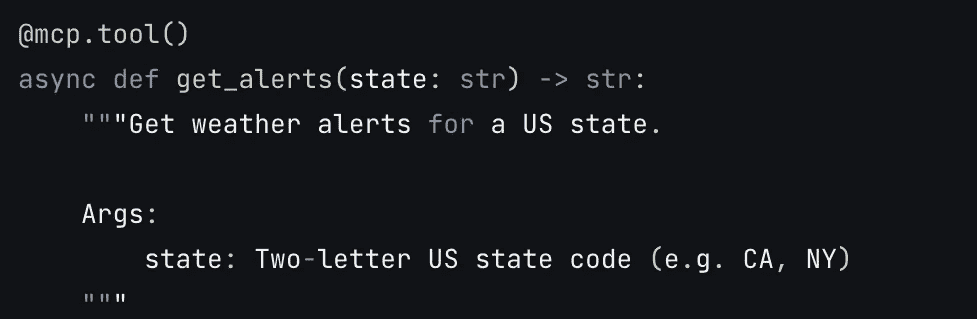 @mcp.tool()
async def get_alerts(state: str) -> str:
    """Get weather alerts for a US state.

    Args:
        state: Two-letter US state code (e.g. CA, NY)
    """